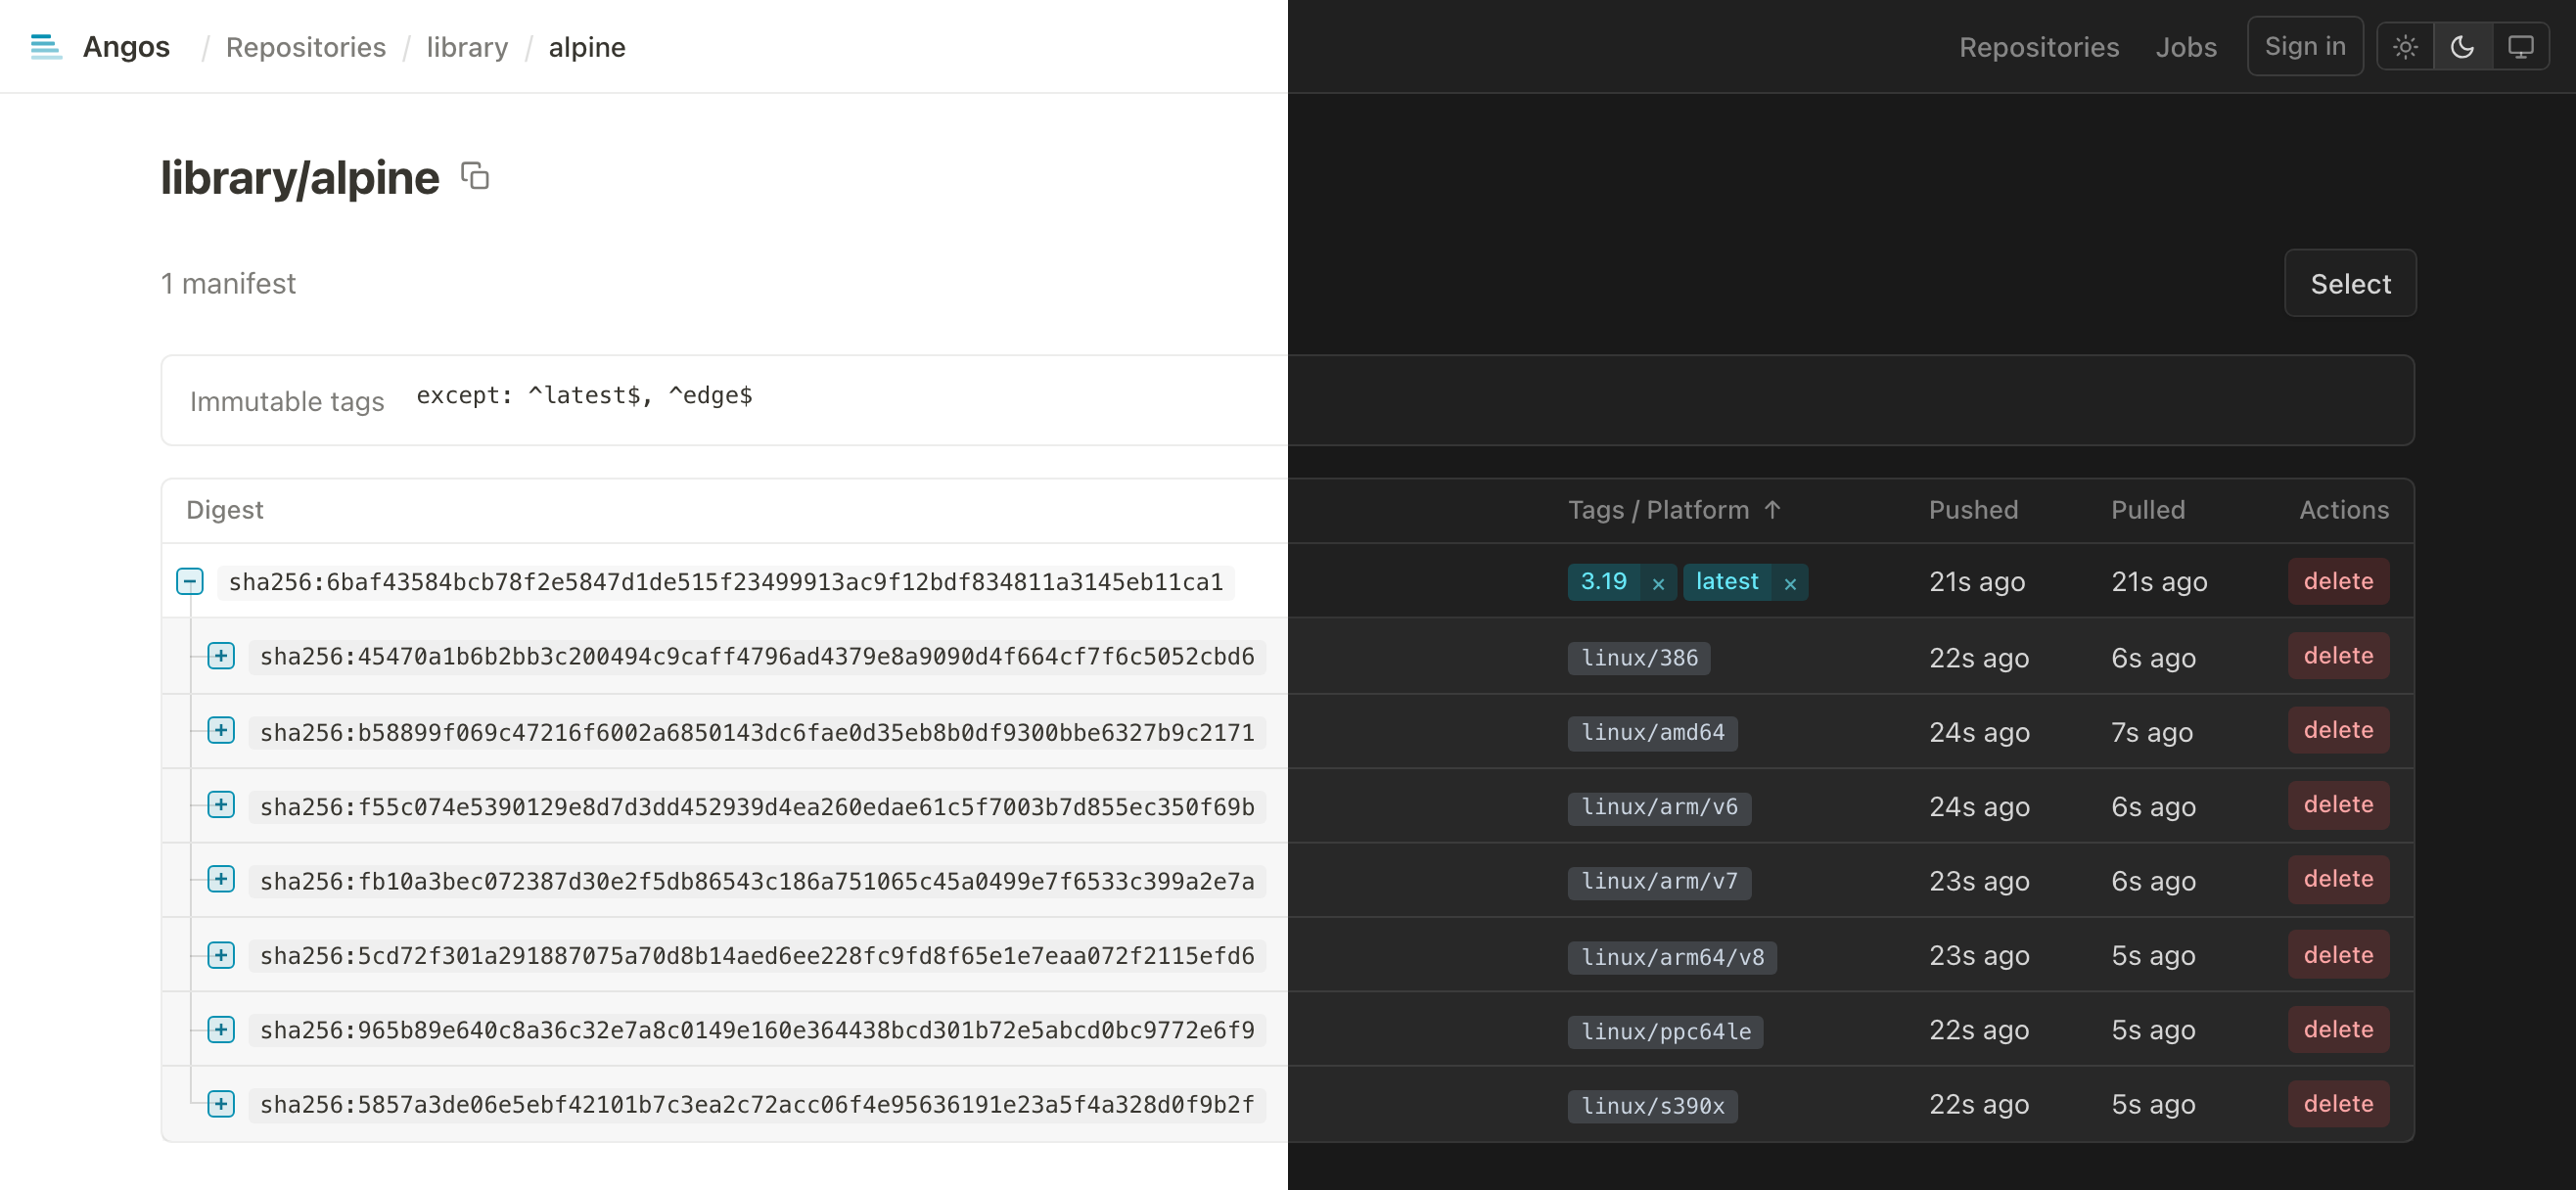 Angos / Repositories / library / alpine Repositories Jobs Sign in
library/alpine
1 manifest Select
Immutable tags except: ^latest$, ^edge$
Digest Tags / Platform ↑ Pushed Pulled Actions
sha256:6baf43584bcb78f2e5847d1de515f23499913ac9f12bdf834811a3145eb11ca1 3.19 × latest × 21s ago 21s ago delete
sha256:45470a1b6b2bb3c200494c9caff4796ad4379e8a9090d4f664cf7f6c5052cbd6 linux/386 22s ago 6s ago delete
sha256:b58899f069c47216f6002a6850143dc6fae0d35eb8b0df9300bbe6327b9c2171 linux/amd64 24s ago 7s ago delete
sha256:f55c074e5390129e8d7d3dd452939d4ea260edae61c5f7003b7d855ec350f69b linux/arm/v6 24s ago 6s ago delete
sha256:fb10a3bec072387d30e2f5db86543c186a751065c45a0499e7f6533c399a2e7a linux/arm/v7 23s ago 6s ago delete
sha256:5cd72f301a291887075a70d8b14aed6ee228fc9fd8f65e1e7eaa072f2115efd6 linux/arm64/v8 23s ago 5s ago delete
sha256:965b89e640c8a36c32e7a8c0149e160e364438bcd301b72e5abcd0bc9772e6f9 linux/ppc64le 22s ago 5s ago delete
sha256:5857a3de06e5ebf42101b7c3ea2c72acc06f4e95636191e23a5f4a328d0f9b2f linux/s390x 22s ago 5s ago delete